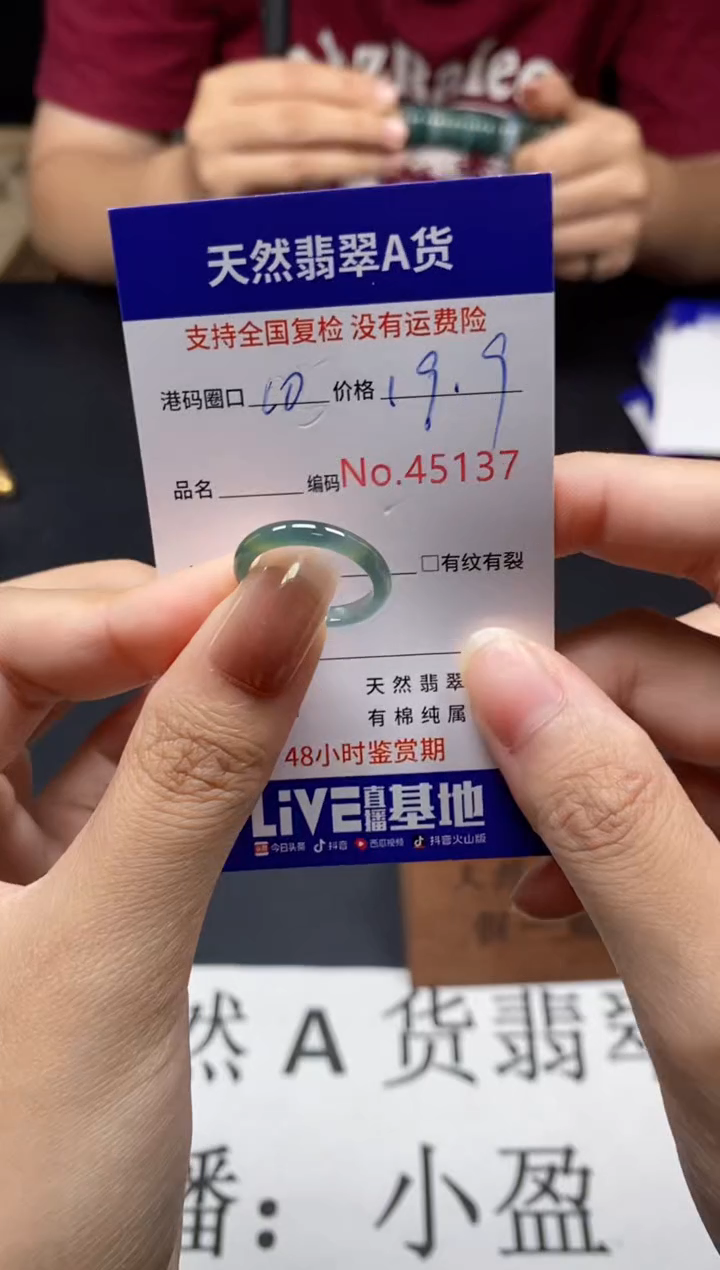 天然翡翠A货
支持全国复检 没有运费险
港码圈口 10 价格 19.9
品名 编码 No.45137
□有纹有裂
天然翡翠
有棉纯属
48小时鉴赏期
LiVE直播基地
今日头条 抖音 西瓜视频 抖音火山版
然A货翡翠
播：小盈